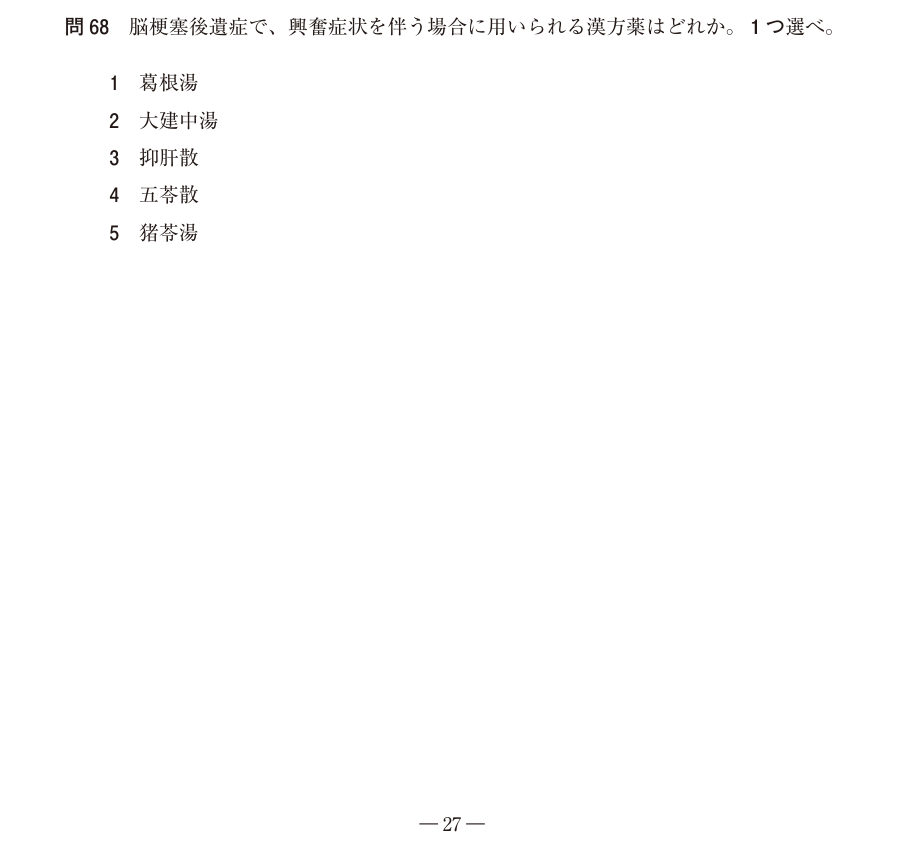 問 68　脳梗塞後遺症で、興奮症状を伴う場合に用いられる漢方薬はどれか。1つ選べ。
1　葛根湯
2　大建中湯
3　抑肝散
4　五苓散
5　猪苓湯
― 27 ―